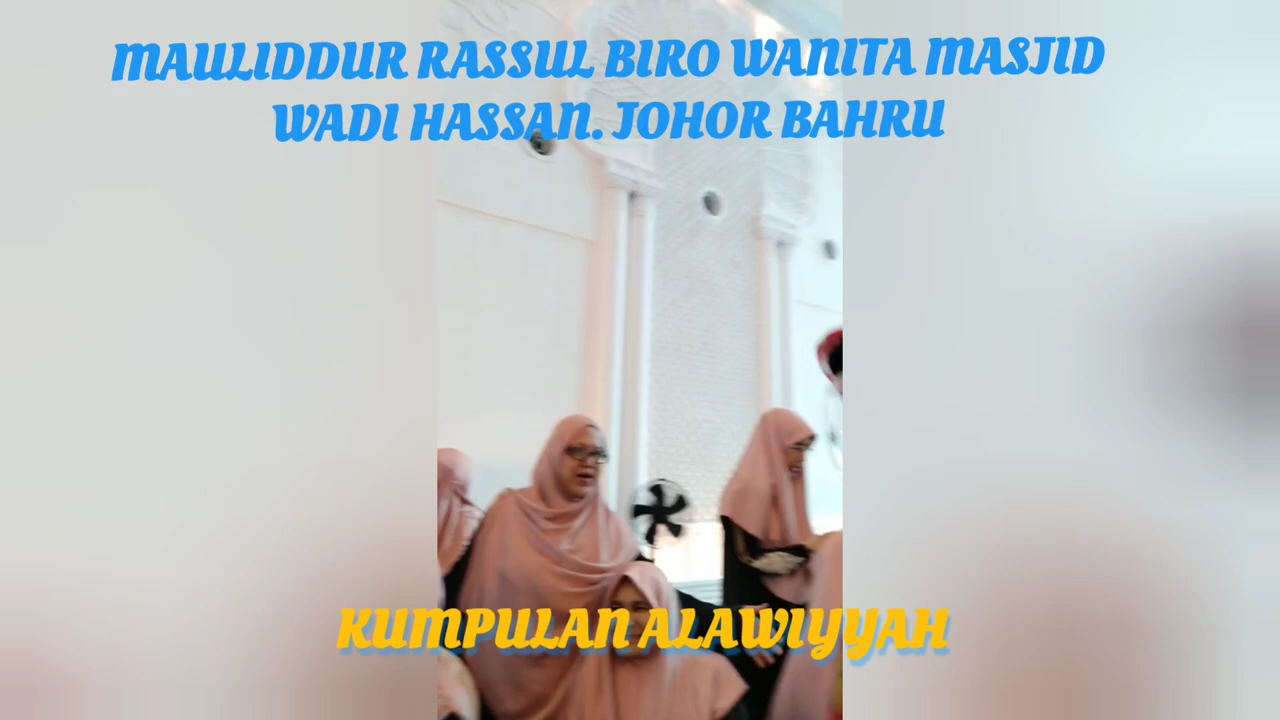 MAULIDDUR RASSUL BIRO WANITA MASJID
WADI HASSAN. JOHOR BAHRU
KUMPULAN ALAWIYYAH